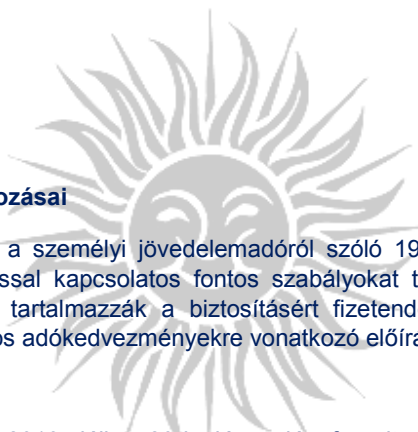 ozásai
a személyi jövedelemadóról szóló 19
ssal kapcsolatos fontos szabályokat t
tartalmazzák a biztosításért fizetend
os adókedvezményekre vonatkozó előíra